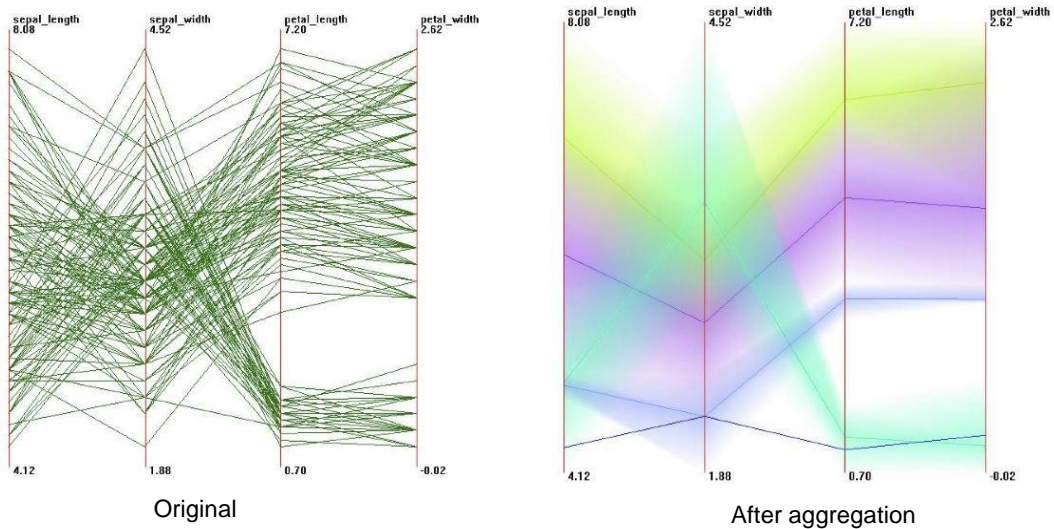 sepal_length sepal_width petal_length petal_width
8.08 4.52 7.20 2.62
4.12 1.88 0.70 -0.02
Original
sepal_length sepal_width petal_length petal_width
8.08 4.52 7.20 2.62
4.12 1.88 0.70 -0.02
After aggregation